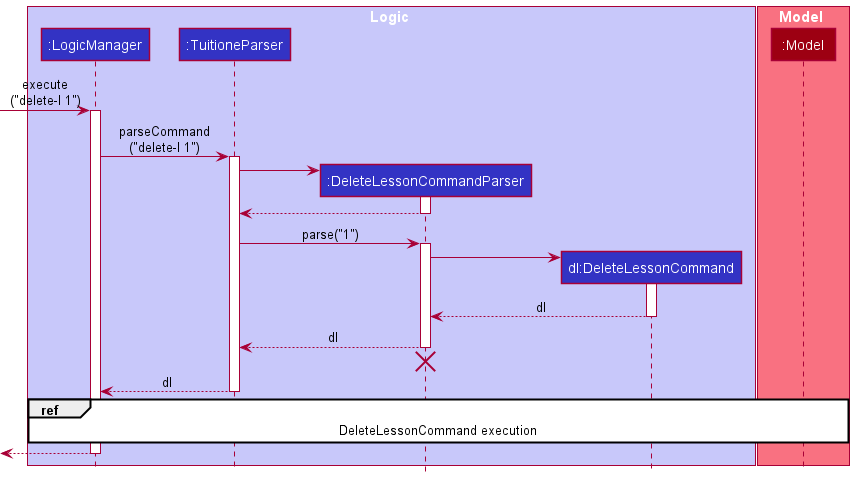 Logic
Model
:LogicManager
:TuitioneParser
:Model
execute
("delete-l 1")
parseCommand
("delete-l 1")
:DeleteLessonCommandParser
parse("1")
dl:DeleteLessonCommand
dl
dl
dl
ref
DeleteLessonCommand execution